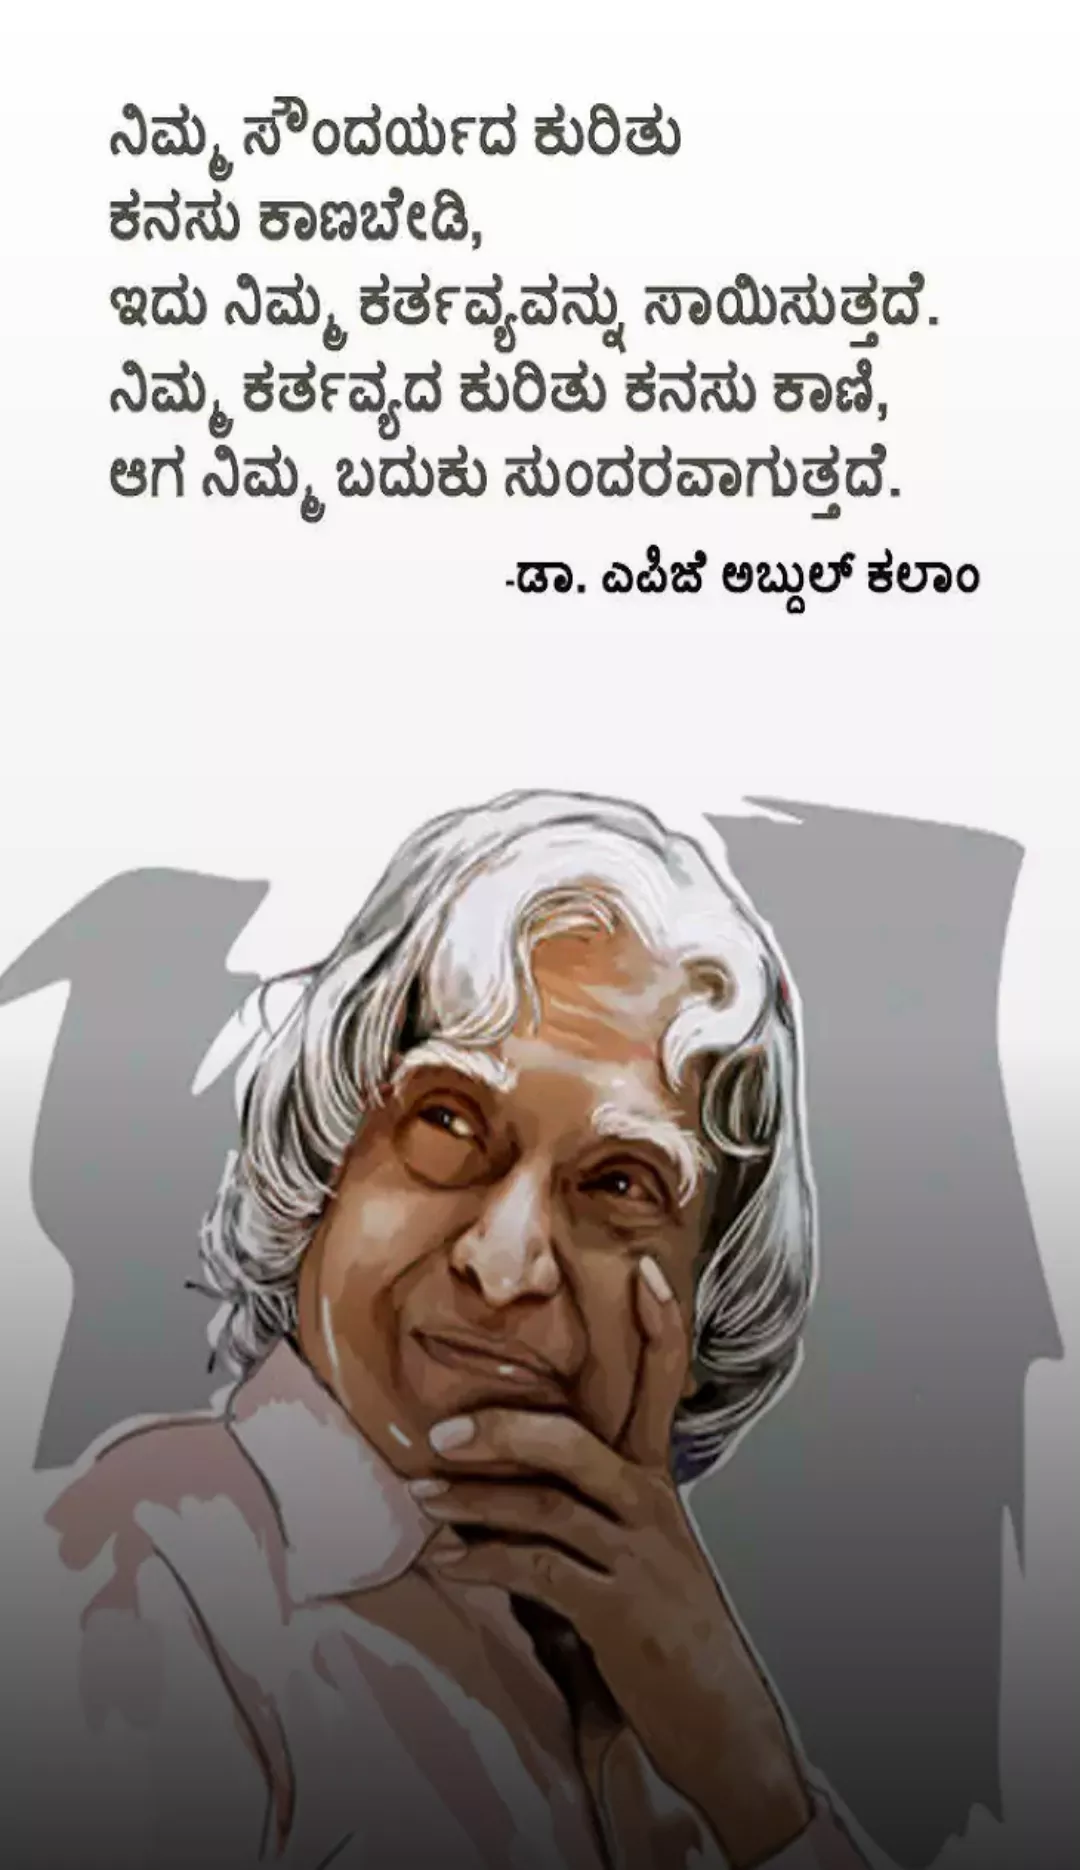 ನಿಮ್ಮ ಸೌಂದರ್ಯದ ಕುರಿತು
ಕನಸು ಕಾಣಬೇಡಿ,
ಇದು ನಿಮ್ಮ ಕರ್ತವ್ಯವನ್ನು ಸಾಯಿಸುತ್ತದೆ.
ನಿಮ್ಮ ಕರ್ತವ್ಯದ ಕುರಿತು ಕನಸು ಕಾಣಿ,
ಆಗ ನಿಮ್ಮ ಬದುಕು ಸುಂದರವಾಗುತ್ತದೆ.
-ಡಾ. ಎಪಿಜೆ ಅಬ್ದುಲ್ ಕಲಾಂ